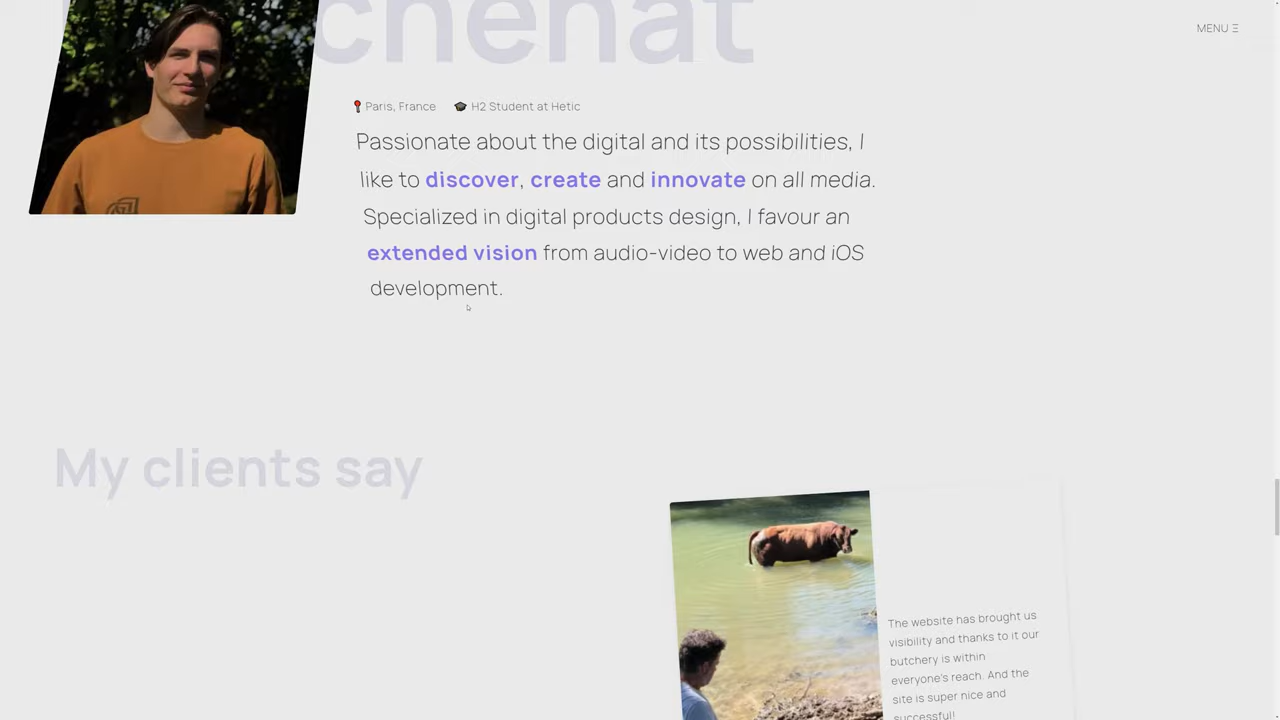 chenat
MENU
Paris, France
H2 Student at Hetic
Passionate about the digital and its possibilities, I
like to discover, create and innovate on all media.
Specialized in digital products design, I favour an
extended vision from audio-video to web and iOS
development.
My clients say
The website has brought us
visibility and thanks to it our
butchery is within
everyone's reach. And the
site is super nice and
successful!